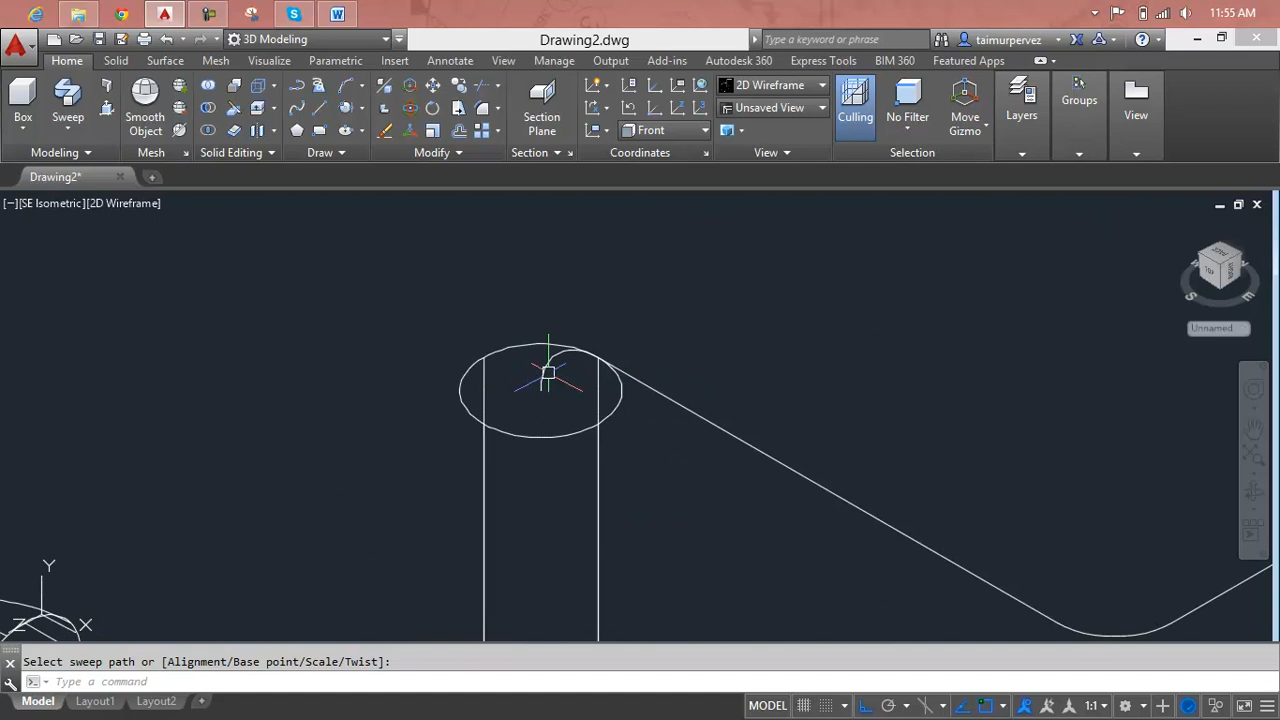 11:55 AM
3D Modeling
Drawing2.dwg
Type a keyword or phrase
taimurpervez
Home Solid Surface Mesh Visualize Parametric Insert Annotate View Manage Output Add-ins Autodesk 360 Express Tools BIM 360 Featured Apps
2D Wireframe
Unsaved View
Front
Box Sweep Smooth Object Section Plane Culling No Filter Move Gizmo Layers Groups View
Modeling Mesh Solid Editing Draw Modify Section Coordinates View Selection
Drawing2*
[−][SE Isometric][2D Wireframe]
TOP
S E
Unnamed
Y
Z X
Select sweep path or [Alignment/Base point/Scale/Twist]:
Type a command
Model Layout1 Layout2 +
MODEL 1:1